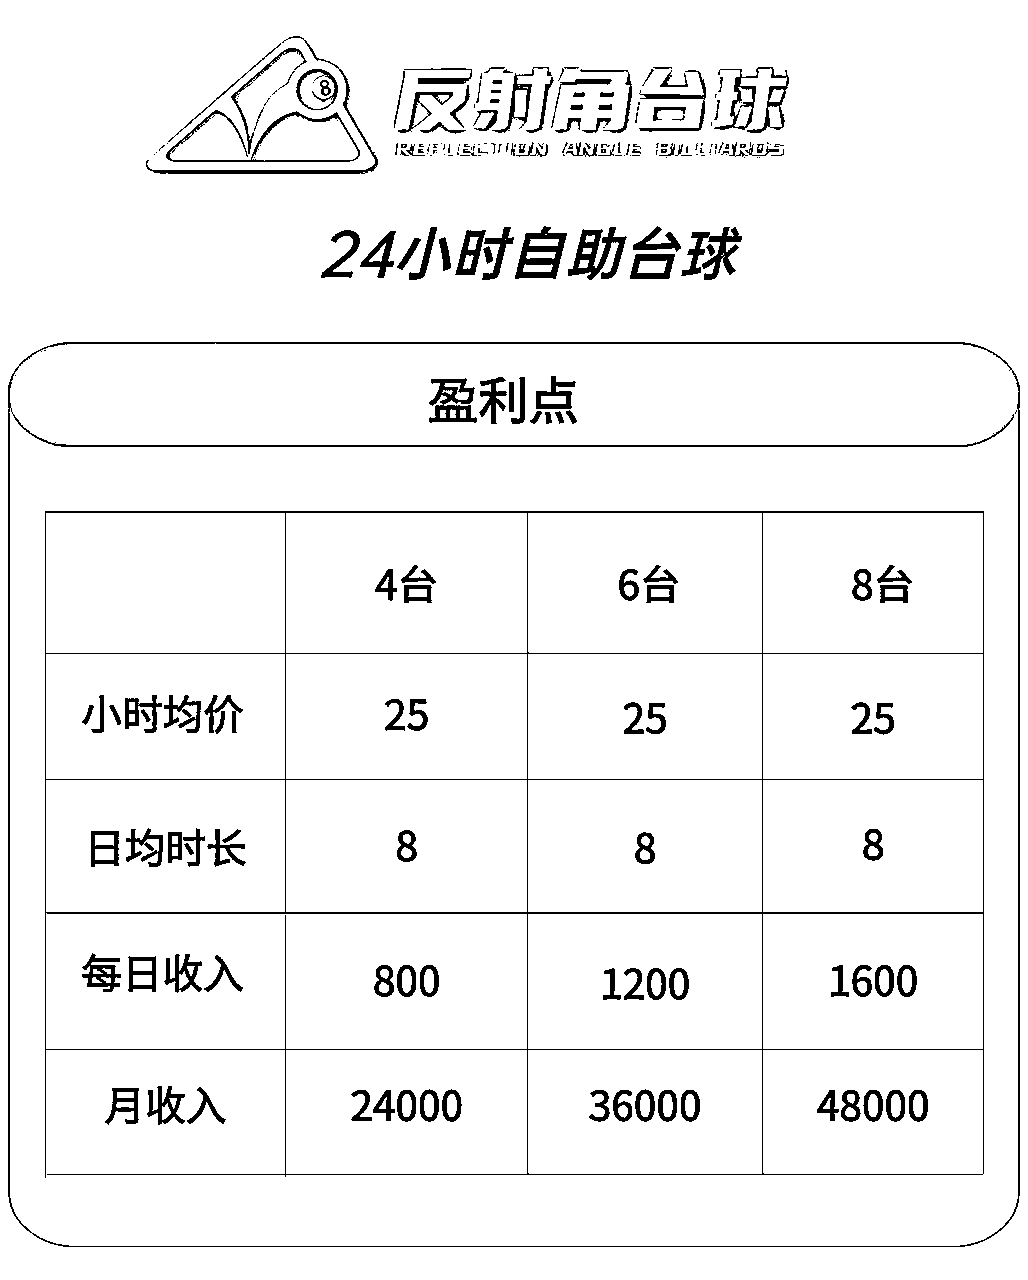 8
反射角台球
REFLECTION ANGLE BILLIARDS
24小时自助台球
盈利点
4台 6台 8台
小时均价 25 25 25
日均时长 8 8 8
每日收入 800 1200 1600
月收入 24000 36000 48000